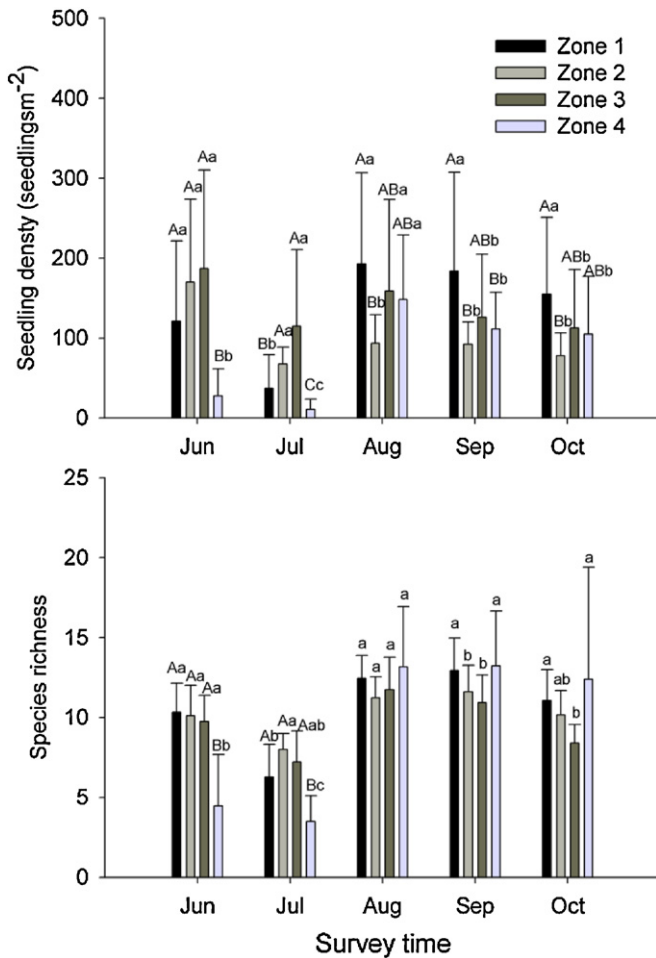 500
400
300
200
100
0
Seedling densty (seedlingsm-2)
Zone 1
Zone 2
Zone 3
Zone 4
Aa Aa Aa Bb
Bb Aa Aa Cc
Aa Bb ABa ABa
Aa Bb ABb Bb
Aa Bb ABb ABb
Jun Jul Aug Sep Oct
25
20
15
10
5
0
Species richness
Aa Aa Aa Bb
Ab Aa Aab Bc
a a a a
a b b a
a ab b a
Jun Jul Aug Sep Oct
Survey time